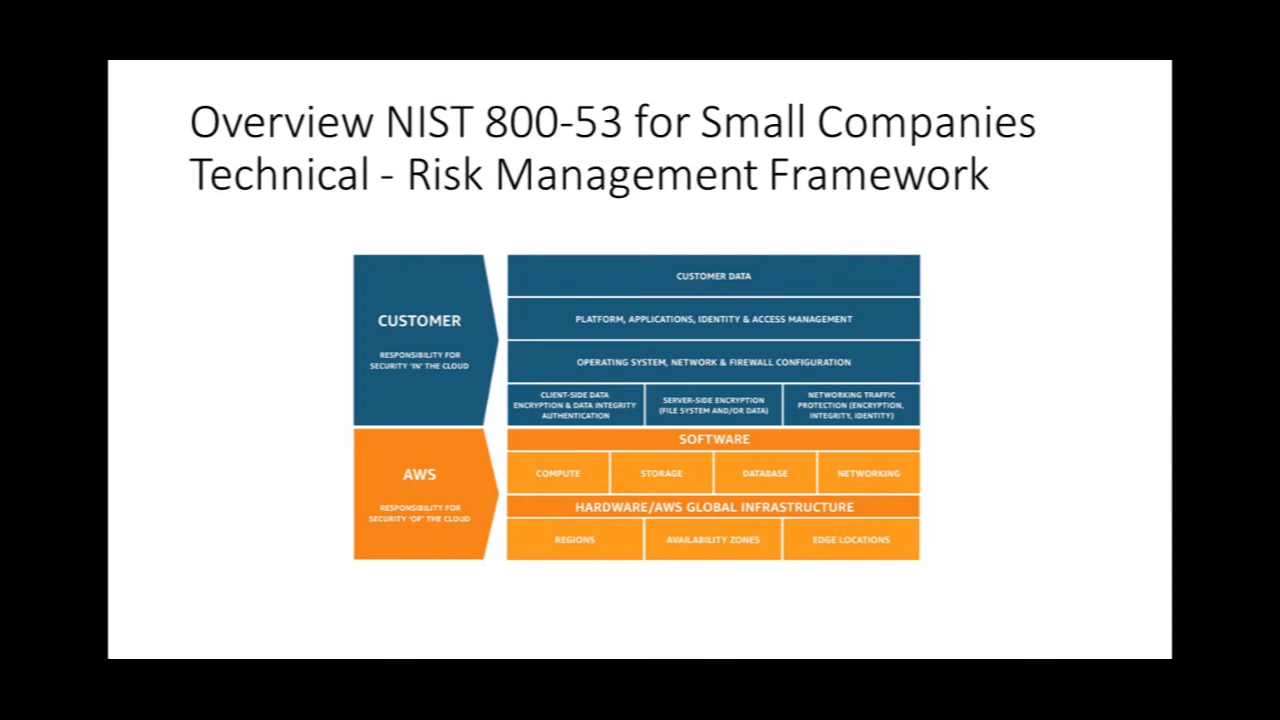 Overview NIST 800-53 for Small Companies
Technical - Risk Management Framework
CUSTOMER
RESPONSIBILITY FOR
SECURITY 'IN' THE CLOUD
CUSTOMER DATA
PLATFORM, APPLICATIONS, IDENTITY & ACCESS MANAGEMENT
OPERATING SYSTEM, NETWORK & FIREWALL CONFIGURATION
CLIENT-SIDE DATA
ENCRYPTION & DATA INTEGRITY
AUTHENTICATION
SERVER-SIDE ENCRYPTION
(FILE SYSTEM AND/OR DATA)
NETWORKING TRAFFIC
PROTECTION (ENCRYPTION,
INTEGRITY, IDENTITY)
AWS
RESPONSIBILITY FOR
SECURITY 'OF' THE CLOUD
SOFTWARE
COMPUTE
STORAGE
DATABASE
NETWORKING
HARDWARE/AWS GLOBAL INFRASTRUCTURE
REGIONS
AVAILABILITY ZONES
EDGE LOCATIONS